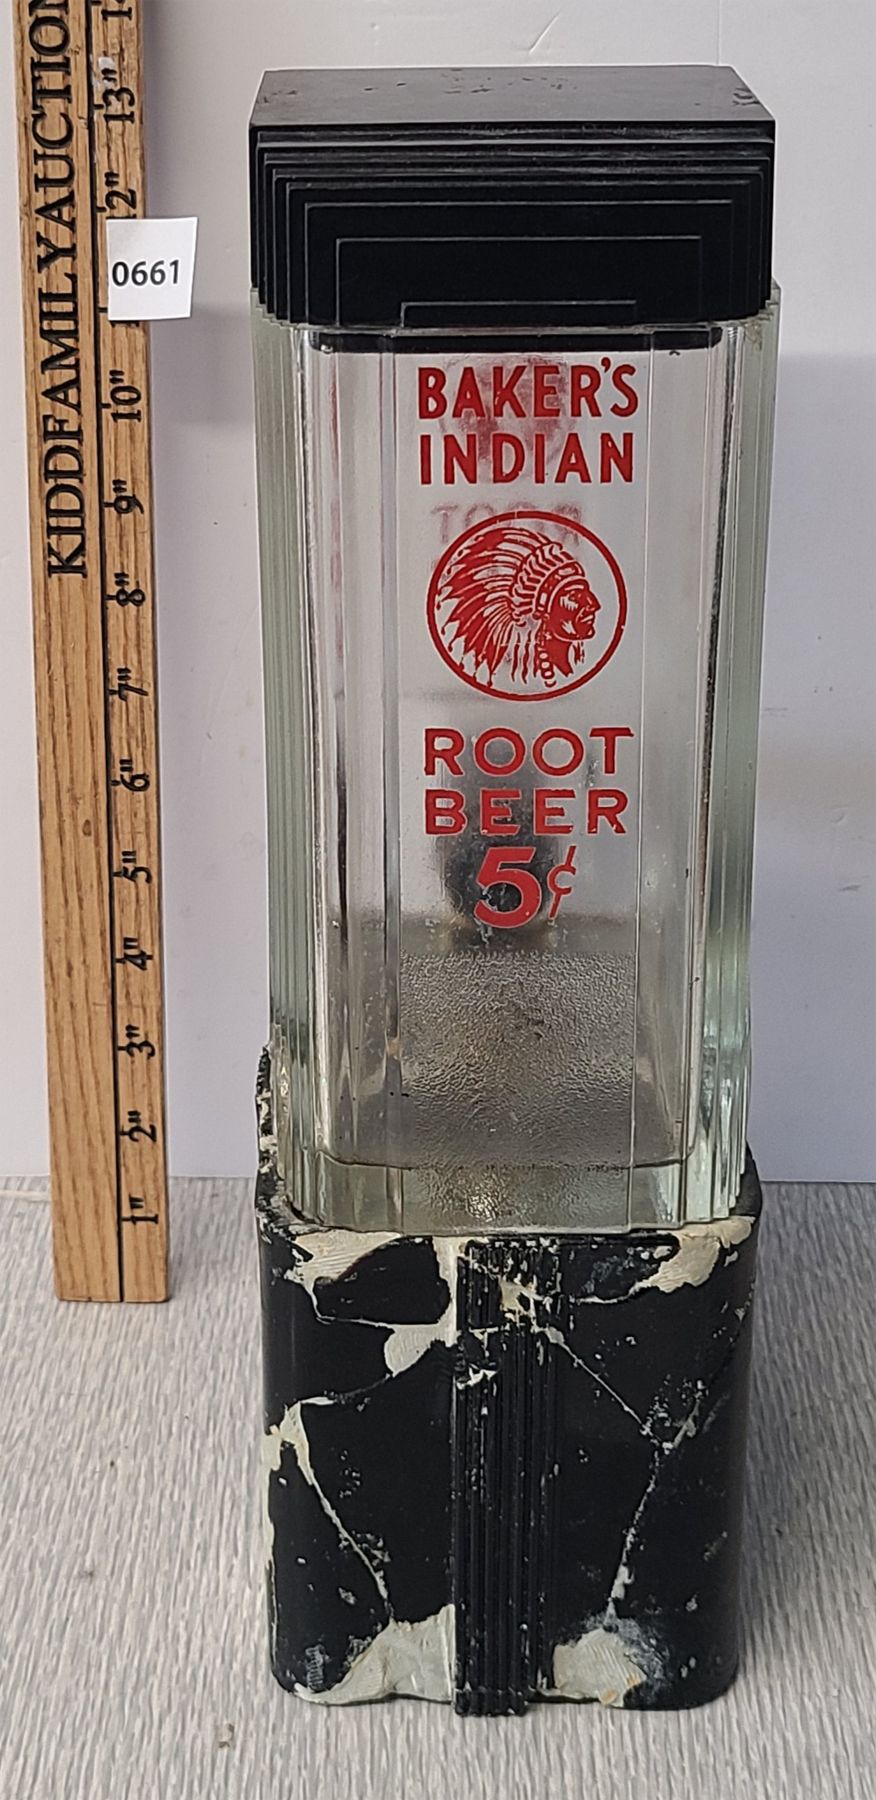 KIDDFAMILYAUCTION
13"
12"
0661
10"
9"
8"
7"
6"
5"
4"
3"
2"
1"
BAKER'S
INDIAN
ROOT
BEER
5¢